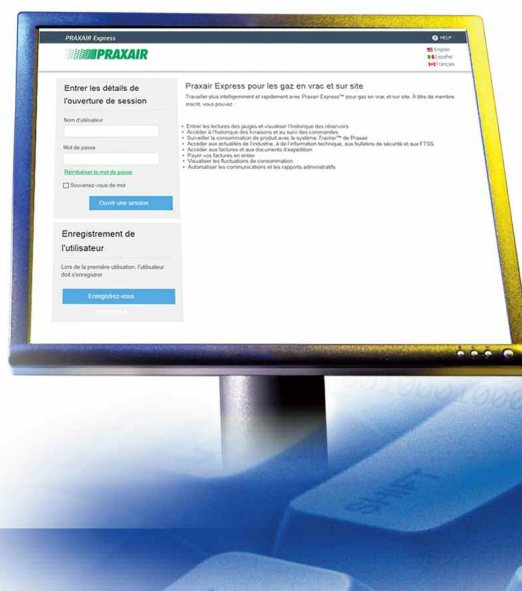 PRAXAIR Express
HELP
PRAXAIR
English
Español
Français
Entrer les détails de
l'ouverture de session
Nom d'utilisateur
Mot de passe
Réinitialiser le mot de passe
Souvenez-vous de moi
Ouvrir une session
Enregistrement de
l'utilisateur
Lors de la première utilisation, l'utilisateur
doit s'enregistrer
Enregistrez-vous
Praxair Express pour les gaz en vrac et sur site
Travailler plus intelligemment et rapidement avec Praxair Express™ pour gaz en vrac et sur site. À titre de membre
inscrit, vous pouvez :
• Entrer les lectures des jauges et visualiser l'historique des réservoirs
• Accéder à l'historique des livraisons et au suivi des commandes
• Surveiller la consommation de produit avec le système Tracher™ de Praxair
• Accéder aux actualités de l'industrie, à de l'information technique, aux bulletins de sécurité et aux FTSS
• Accéder aux factures et aux documents d'expédition
• Payer vos factures en
• Visualiser les fluctuations de consommation
• Automatiser les communications et les rapports administratifs
SHIFT